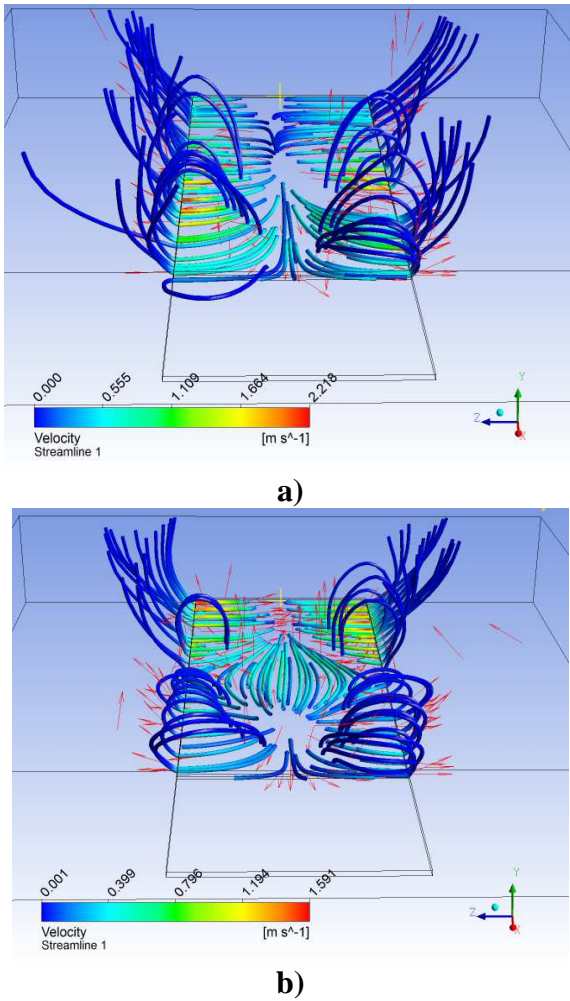 0.000
0.555
1.109
1.664
2.218
Velocity
[m s^-1]
Streamline 1
Y
Z
X
a)
0.001
0.399
0.796
1.194
1.591
Velocity
[m s^-1]
Streamline 1
Y
Z
X
b)